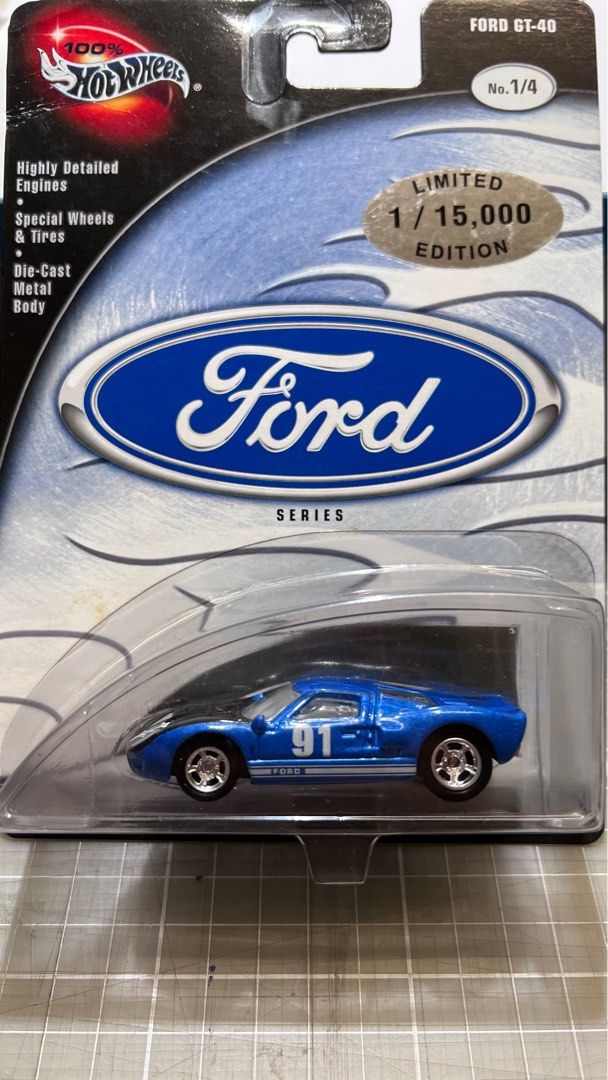 100%
HOT WHEELS®
FORD GT-40
No.1/4
Highly Detailed
Engines
•
Special Wheels
& Tires
•
Die-Cast
Metal
Body
LIMITED
1 / 15,000
EDITION
Ford
SERIES
91
FORD